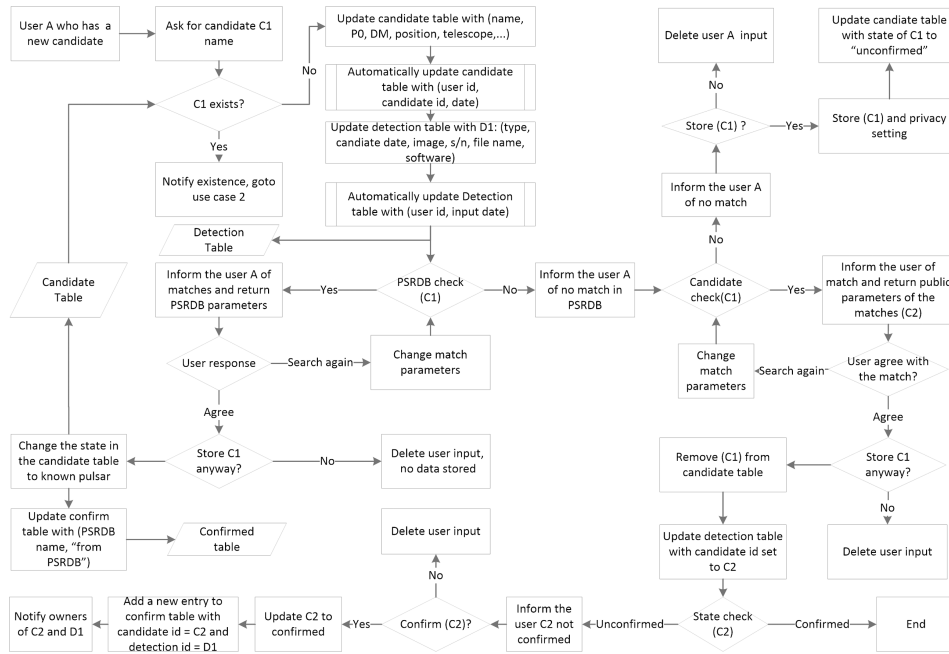 User A who has a
new candidate
Ask for candidate C1
name
Update candidate table with (name,
P0, DM, position, telescope,...)
No
Automatically update candidate
table with (user id,
candidate id, date)
C1 exists?
Update detection table with D1: (type,
candiate date, image, s/n, file name,
software)
Yes
Notify existence, goto
use case 2
Automatically update Detection
table with (user id, input date)
Detection
Table
Candidate
Table
Delete user A input
Update candiate table
with state of C1 to
"unconfirmed"
No
Store (C1) ?
Yes
Store (C1) and privacy
setting
Inform the user A
of no match
No
Inform the user A of
matches and return
PSRDB parameters
Yes
PSRDB check
(C1)
No
Inform the user A
of no match in
PSRDB
Candidate
check(C1)
Yes
Inform the user of
match and return public
parameters of the
matches (C2)
User response
Search again
Change match
parameters
Change
match
parameters
Search again
User agree with
the match?
Agree
Agree
Change the state in
the candidate table
to known pulsar
Store C1
anyway?
No
Delete user input,
no data stored
Remove (C1) from
candidate table
Store C1
anyway?
No
Update confirm
table with (PSRDB
name, "from
PSRDB")
Confirmed
table
Delete user input
Update detection table
with candidate id set
to C2
Delete user input
No
Notify owners
of C2 and D1
Add a new entry to
confirm table with
candidate id = C2 and
detection id = D1
Update C2 to
confirmed
Yes
Confirm (C2)?
Inform the
user C2 not
confirmed
Unconfirmed
State check
(C2)
Confirmed
End